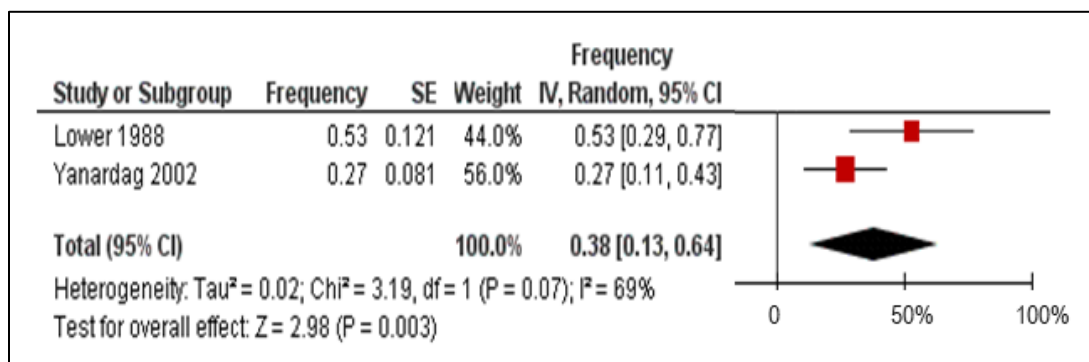 Frequency
Study or Subgroup Frequency SE Weight IV, Random, 95% CI
Lower 1988 0.53 0.121 44.0% 0.53 [0.29, 0.77]
Yanardag 2002 0.27 0.081 56.0% 0.27 [0.11, 0.43]
Total (95% CI) 100.0% 0.38 [0.13, 0.64]
Heterogeneity: Tau² = 0.02; Chi² = 3.19, df = 1 (P = 0.07); I² = 69%
Test for overall effect: Z = 2.98 (P = 0.003)
0 50% 100%